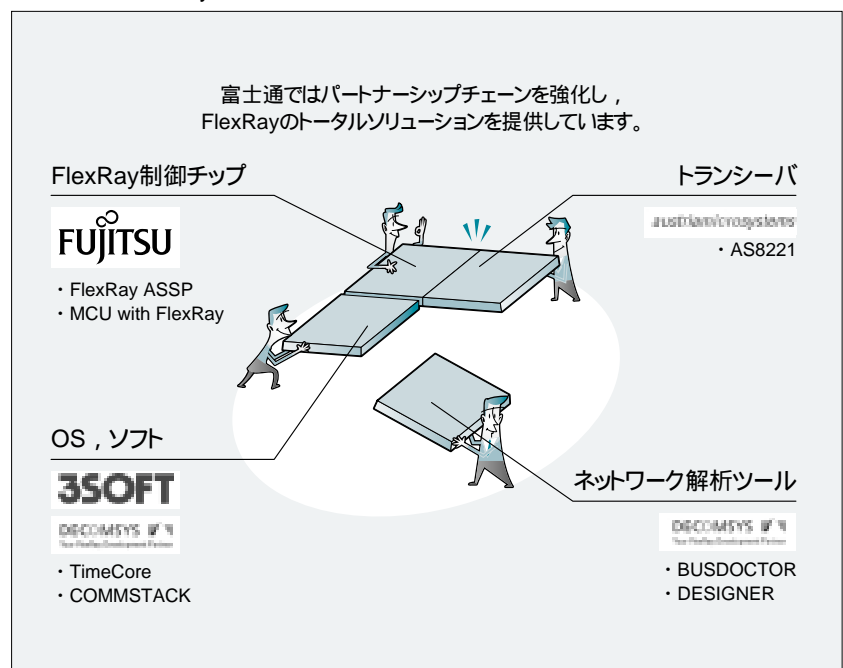 富士通ではパートナーシップチェーンを強化し，
FlexRayのトータルソリューションを提供しています。
FlexRay制御チップ
FUJITSU
・FlexRay ASSP
・MCU with FlexRay
トランシーバ
austriamicrosystems
・AS8221
OS，ソフト
3SOFT
DECOMSYS
・TimeCore
・COMMSTACK
ネットワーク解析ツール
DECOMSYS
・BUSDOCTOR
・DESIGNER